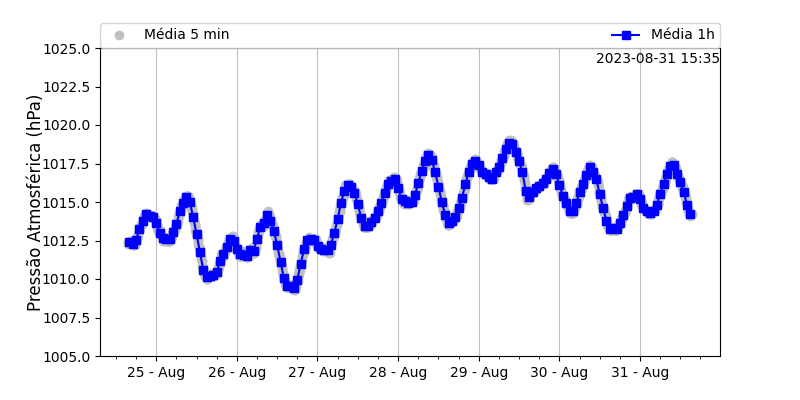 Média 5 min
Média 1h
2023-08-31 15:35
Pressão Atmosférica (hPa)
1025.0
1022.5
1020.0
1017.5
1015.0
1012.5
1010.0
1007.5
1005.0
25 - Aug
26 - Aug
27 - Aug
28 - Aug
29 - Aug
30 - Aug
31 - Aug